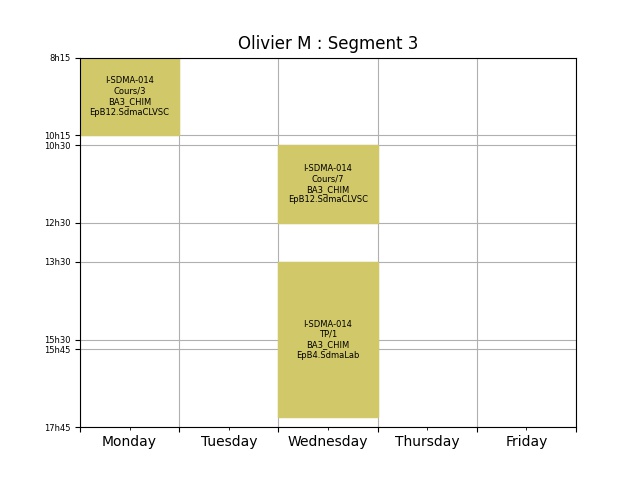 Olivier M : Segment 3
8h15
I-SDMA-014
Cours/3
BA3_CHIM
EpB12.SdmaCLVSC
10h15
10h30
I-SDMA-014
Cours/7
BA3_CHIM
EpB12.SdmaCLVSC
12h30
13h30
I-SDMA-014
TP/1
BA3_CHIM
EpB4.SdmaLab
15h30
15h45
17h45
Monday Tuesday Wednesday Thursday Friday